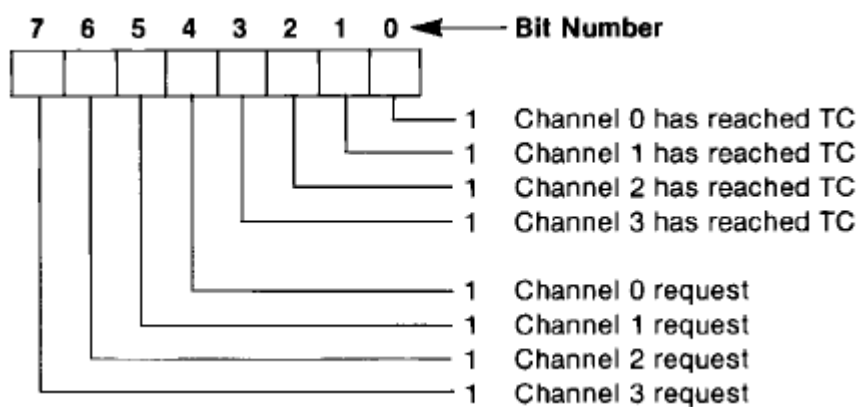 7 6 5 4 3 2 1 0 Bit Number
1 Channel 0 has reached TC
1 Channel 1 has reached TC
1 Channel 2 has reached TC
1 Channel 3 has reached TC
1 Channel 0 request
1 Channel 1 request
1 Channel 2 request
1 Channel 3 request